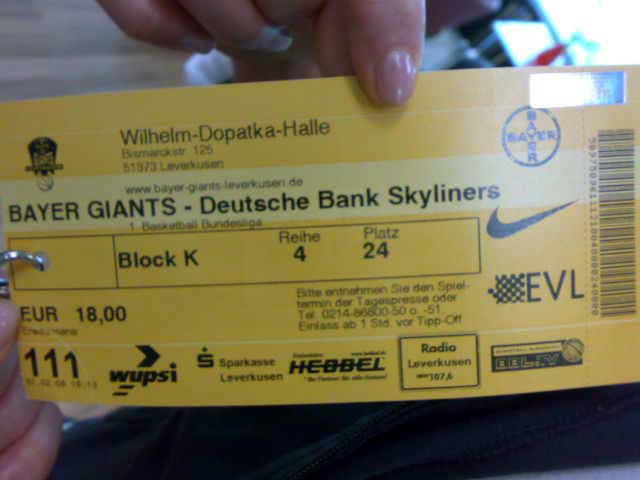 Wilhelm-Dopatka-Halle
Bismarckstr. 125
51373 Leverkusen
BAYER
BAYER
www.bayer-giants-leverkusen.de
BAYER GIANTS - Deutsche Bank Skyliners
1. Basketball Bundesliga
Reihe Platz
Block K 4 24
EUR 18,00
Bitte entnehmen Sie den Spiel-
termin der Tagespresse oder
Tel. 0214-86800-50 o. -51.
Einlass ab 1 Std. vor Tipp-Off
EVL
111
wupsi
Sparkasse
Leverkusen
HEBBEL
Radio
Leverkusen
107,6